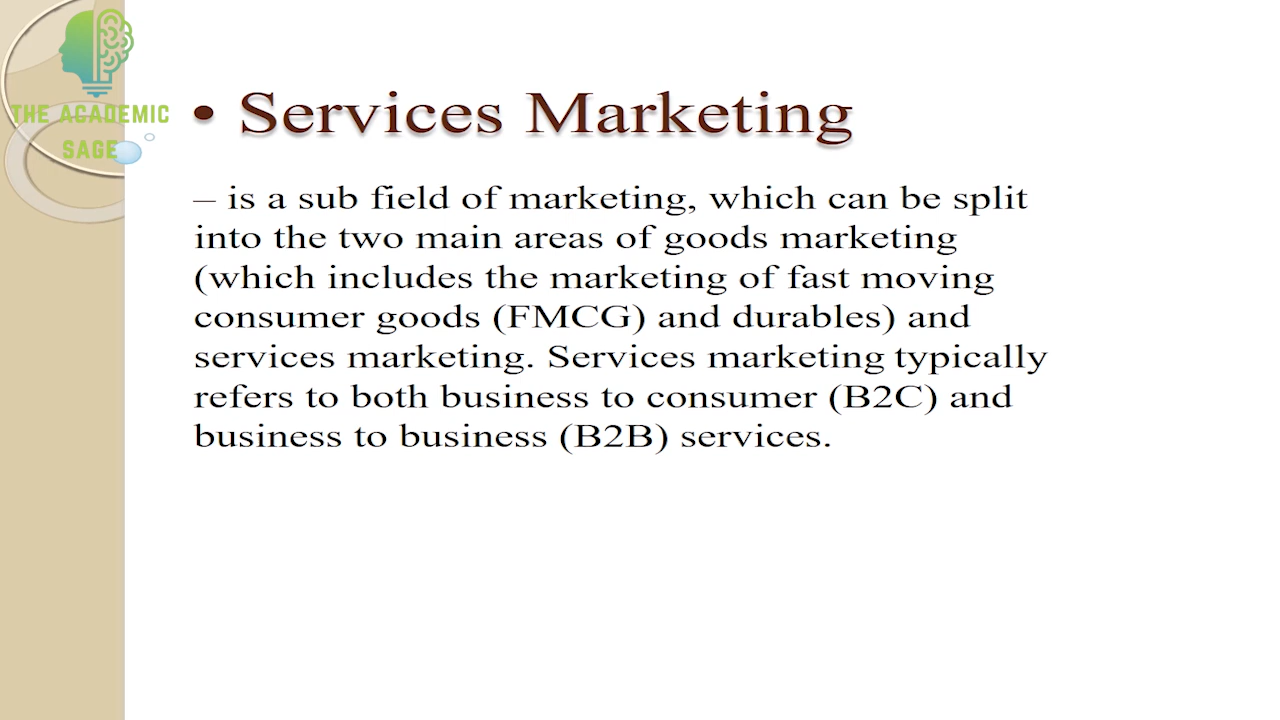 THE ACADEMIC
SAGE
• Services Marketing
– is a sub field of marketing, which can be split
into the two main areas of goods marketing
(which includes the marketing of fast moving
consumer goods (FMCG) and durables) and
services marketing. Services marketing typically
refers to both business to consumer (B2C) and
business to business (B2B) services.